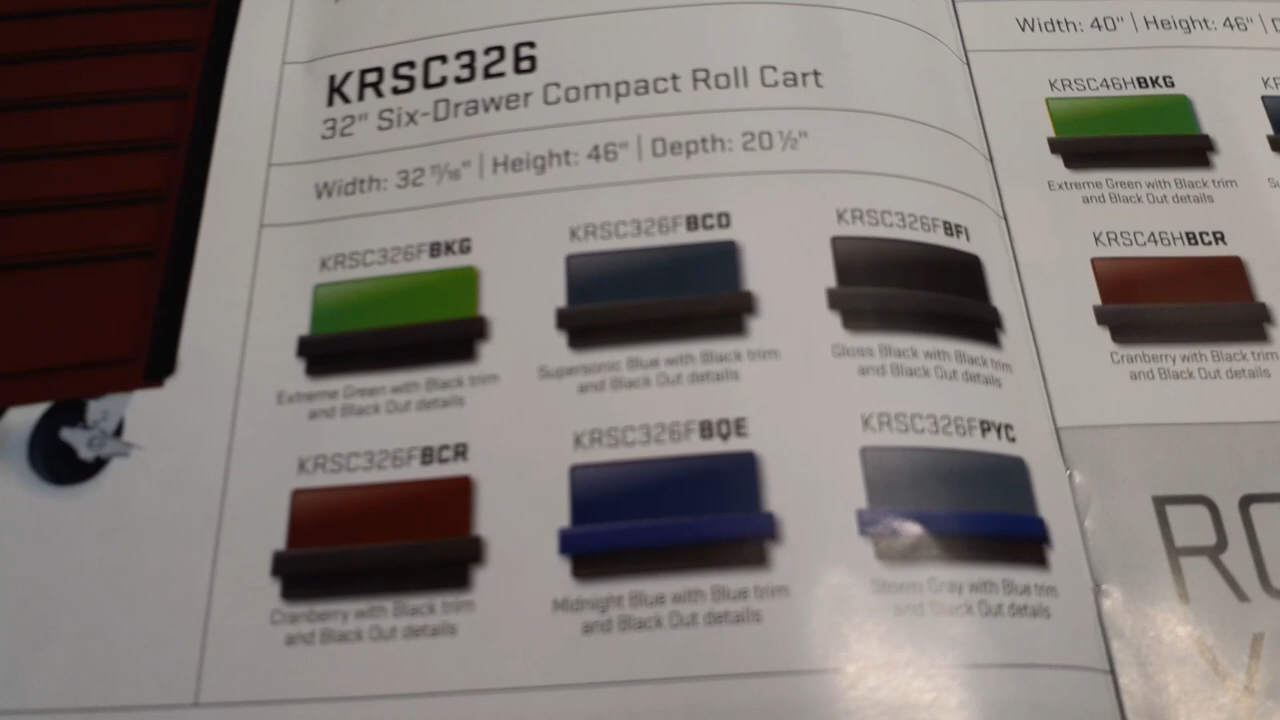 KRSC326
32" Six-Drawer Compact Roll Cart
Width: 32 11/16" | Height: 46" | Depth: 20 ½"
KRSC326FBKG
Extreme Green with Black trim
and Black Out details
KRSC326FBCO
Supersonic Blue with Black trim
and Black Out details
KRSC326FBFI
Gloss Black with Black trim
and Black Out details
KRSC326FBCR
Cranberry with Black trim
and Black Out details
KRSC326FBQE
Midnight Blue with Blue trim
and Black Out details
KRSC326FPYC
Storm Gray with Blue trim
and Black Out details
Width: 40" | Height: 46" |
KRSC46HBKG
Extreme Green with Black trim
and Black Out details
KRSC46HBCR
Cranberry with Black trim
and Black Out details